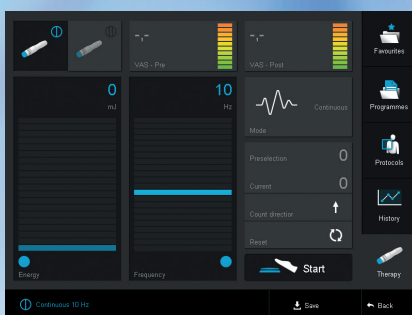 -,-
VAS - Pre
-,-
VAS - Post
Favourites
0
mJ
10
Hz
Continuous
Mode
Programmes
Preselection 0
Current 0
Count direction
Reset
Protocols
History
Energy
Frequency
Start
Therapy
Continuous 10 Hz
Save
Back